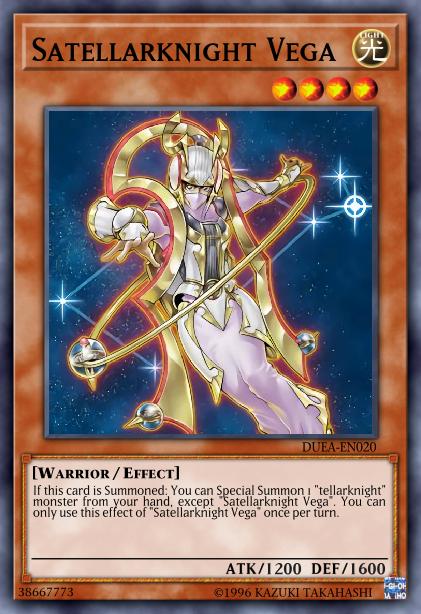 Satellarknight Vega
LIGHT
光
DUEA-EN020
[Warrior / Effect]
If this card is Summoned: You can Special Summon 1 "tellarknight"
monster from your hand, except "Satellarknight Vega". You can
only use this effect of "Satellarknight Vega" once per turn.
ATK/1200 DEF/1600
38667773
©1996 KAZUKI TAKAHASHI